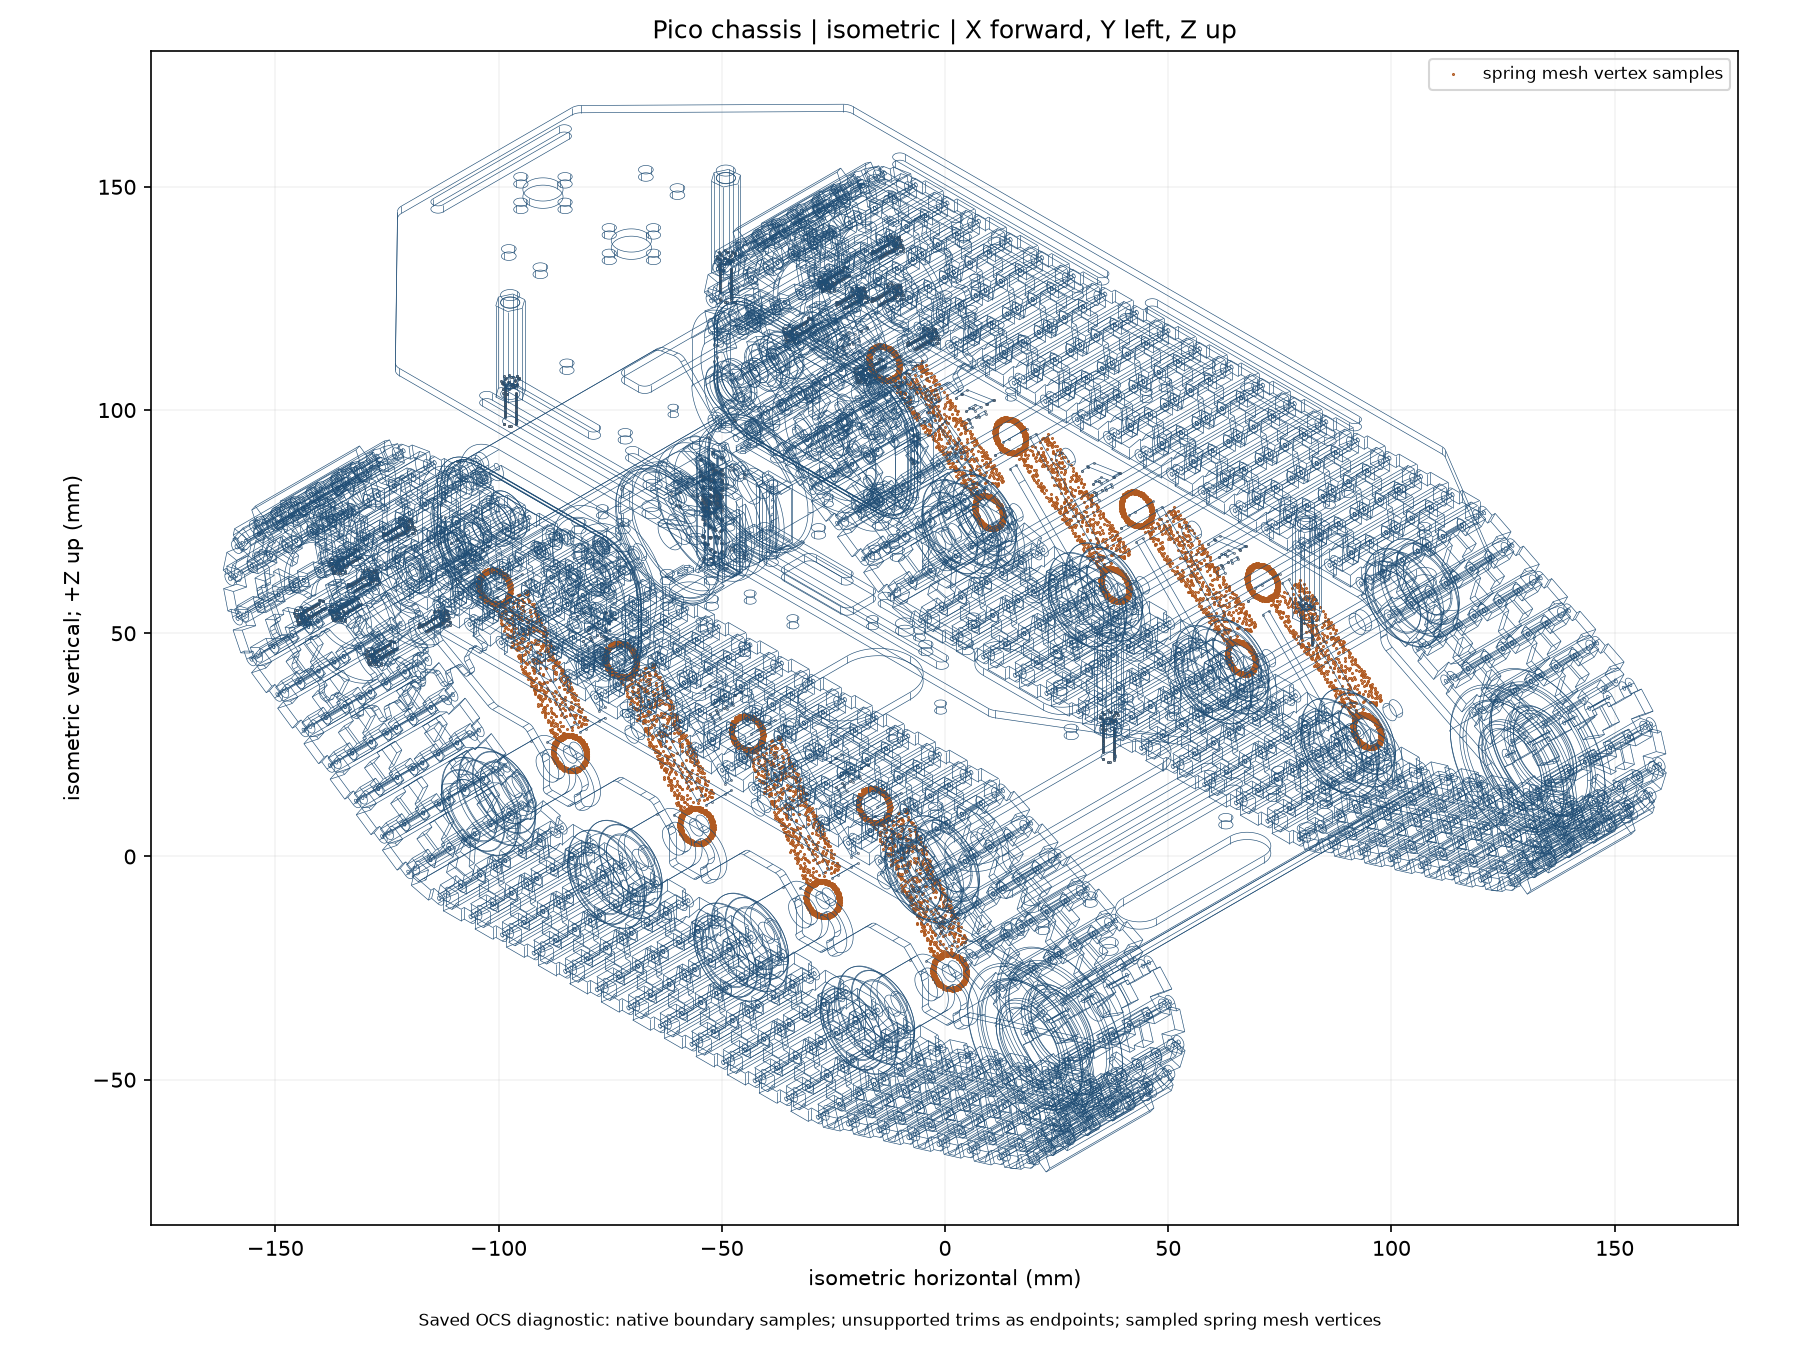 Pico chassis | isometric | X forward, Y left, Z up
spring mesh vertex samples
150
100
50
0
−50
isometric vertical; +Z up (mm)
−150
−100
−50
0
50
100
150
isometric horizontal (mm)
Saved OCS diagnostic: native boundary samples; unsupported trims as endpoints; sampled spring mesh vertices